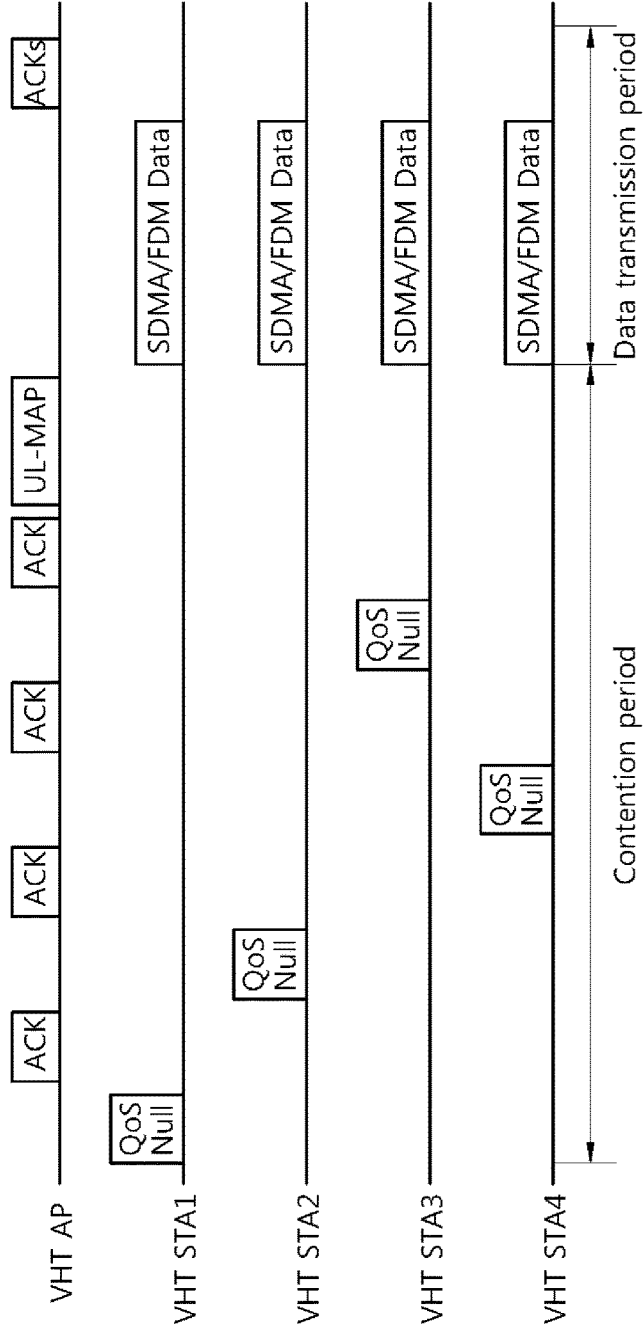 VHT AP
ACK
ACK
ACK
ACK
UL-MAP
ACKs
VHT STA1
QoS
Null
SDMA/FDM Data
VHT STA2
QoS
Null
SDMA/FDM Data
VHT STA3
QoS
Null
SDMA/FDM Data
VHT STA4
QoS
Null
SDMA/FDM Data
Contention period
Data transmission period